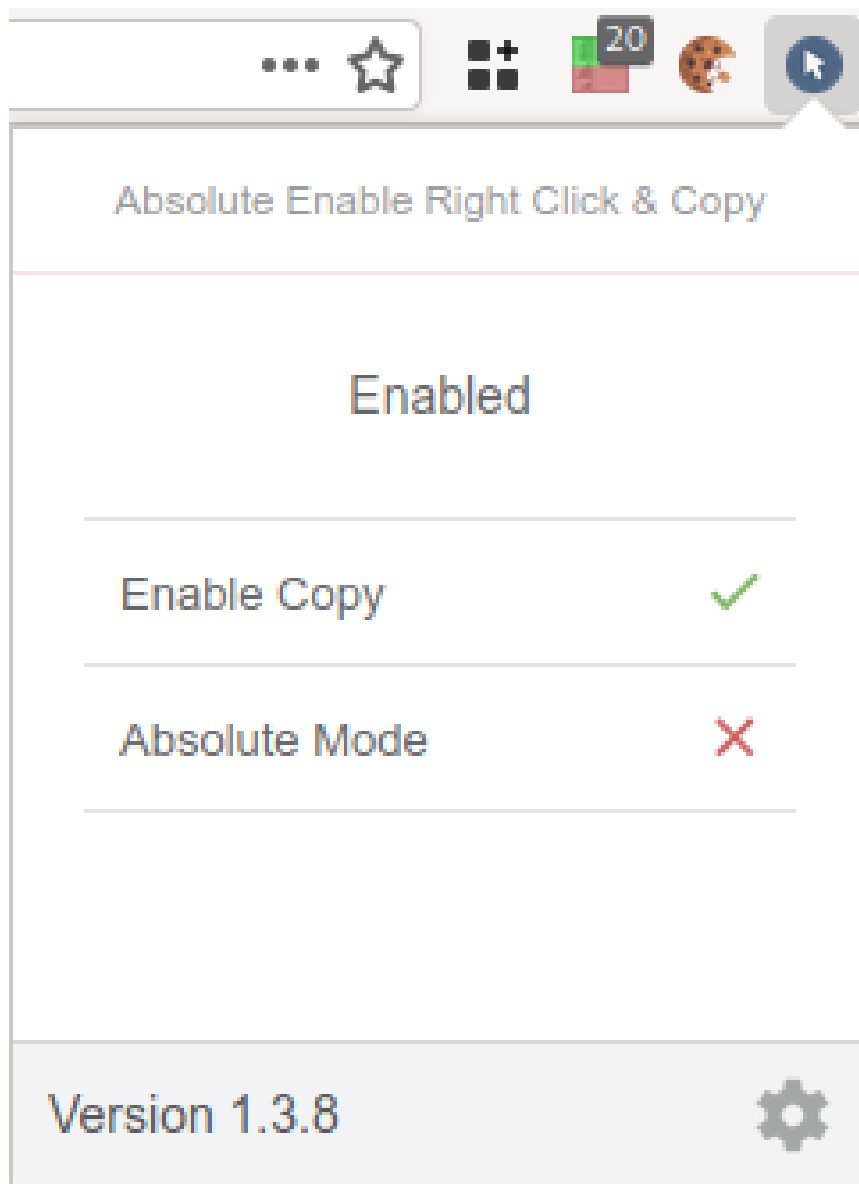 20
Absolute Enable Right Click & Copy
Enabled
Enable Copy
Absolute Mode
Version 1.3.8